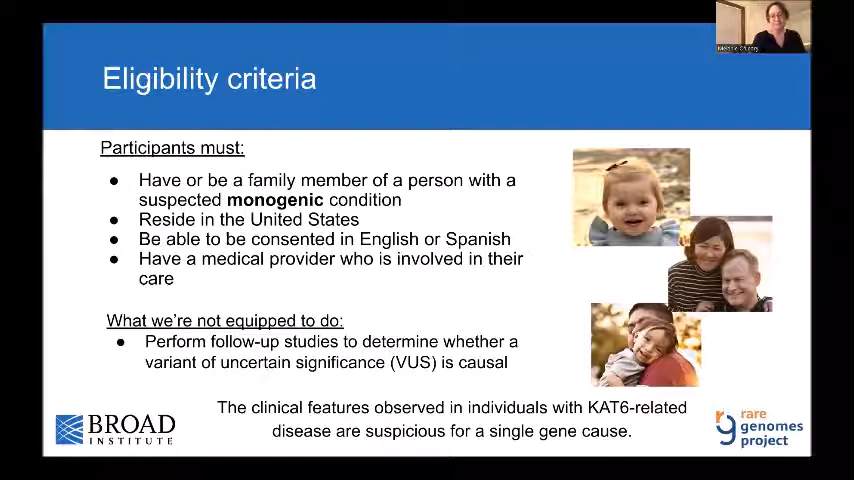 Eligibility criteria
Participants must:
● Have or be a family member of a person with a
suspected monogenic condition
● Reside in the United States
● Be able to be consented in English or Spanish
● Have a medical provider who is involved in their
care
What we're not equipped to do:
● Perform follow-up studies to determine whether a
variant of uncertain significance (VUS) is causal
The clinical features observed in individuals with KAT6-related
disease are suspicious for a single gene cause.
BROAD
INSTITUTE
rare
genomes
project